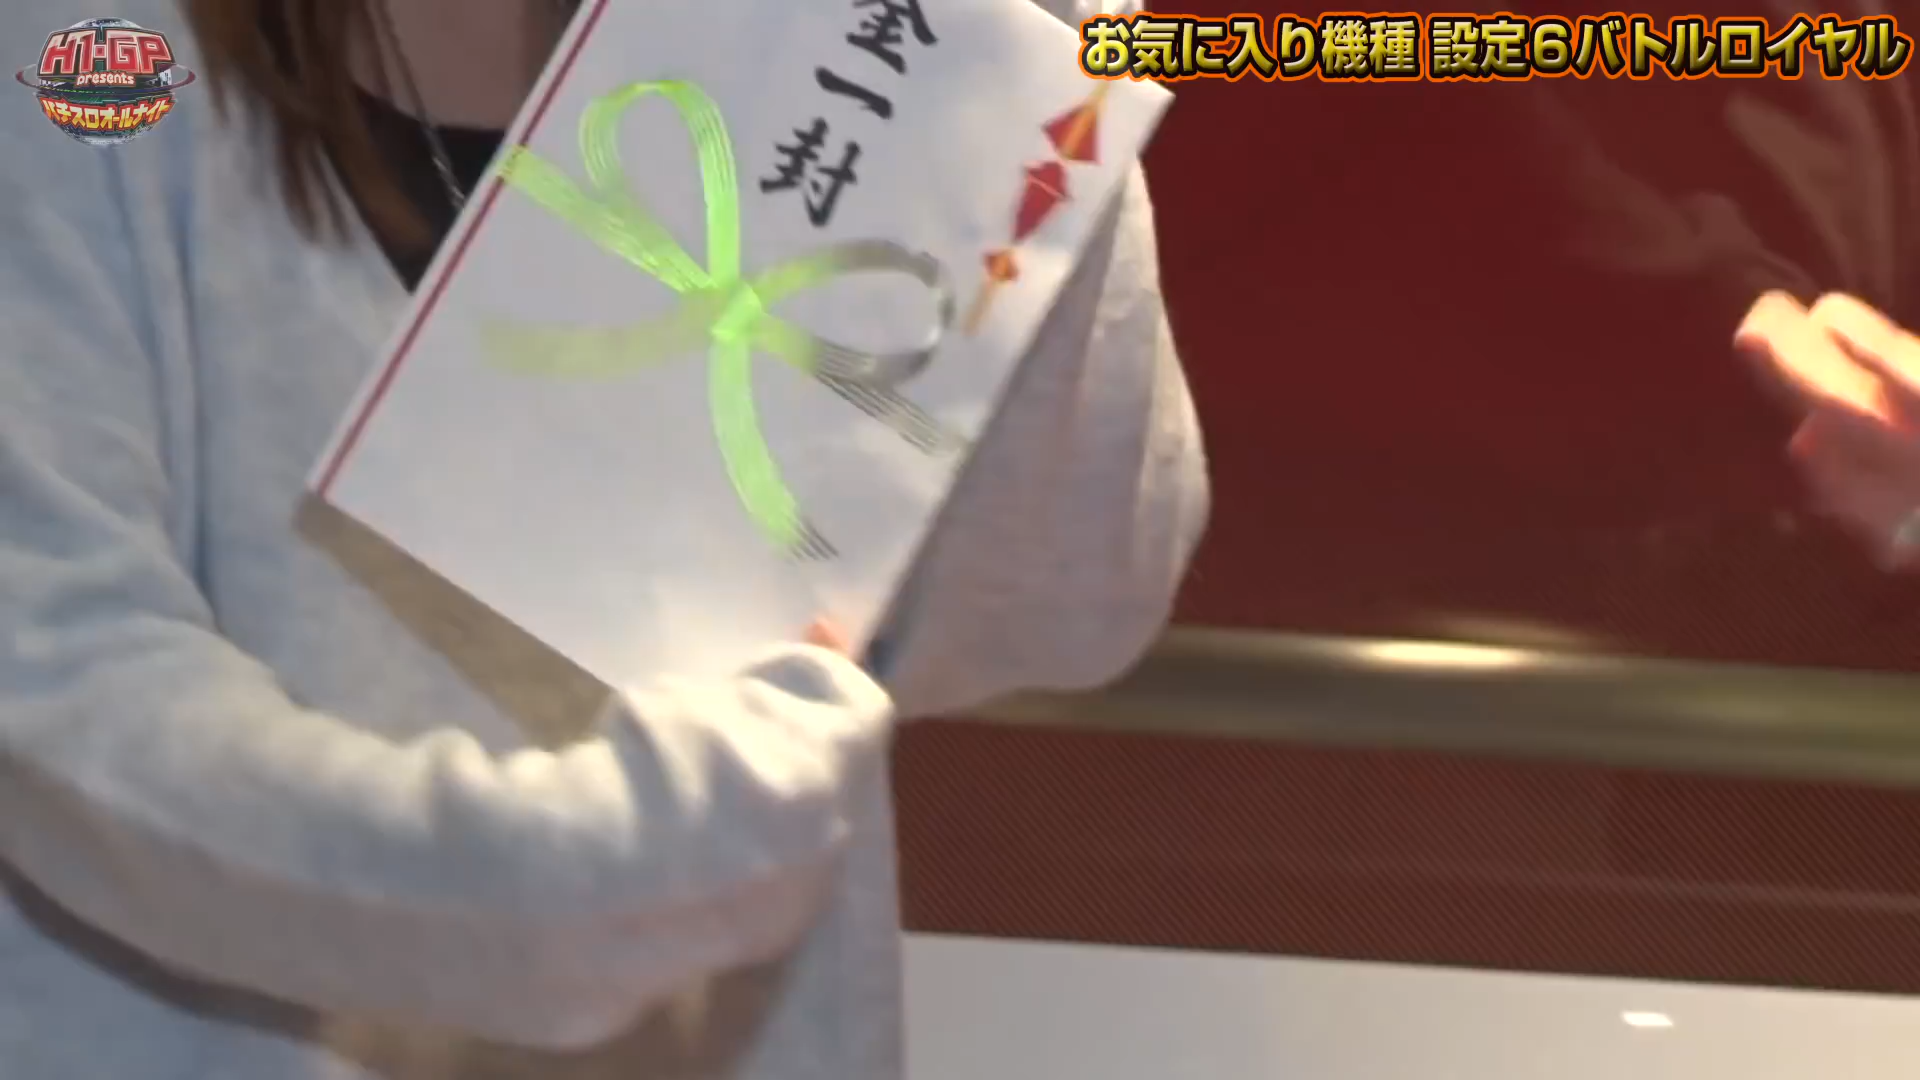 H1-GP
presents
パチスロオールナイト
お気に入り機種 設定6バトルロイヤル
金一封